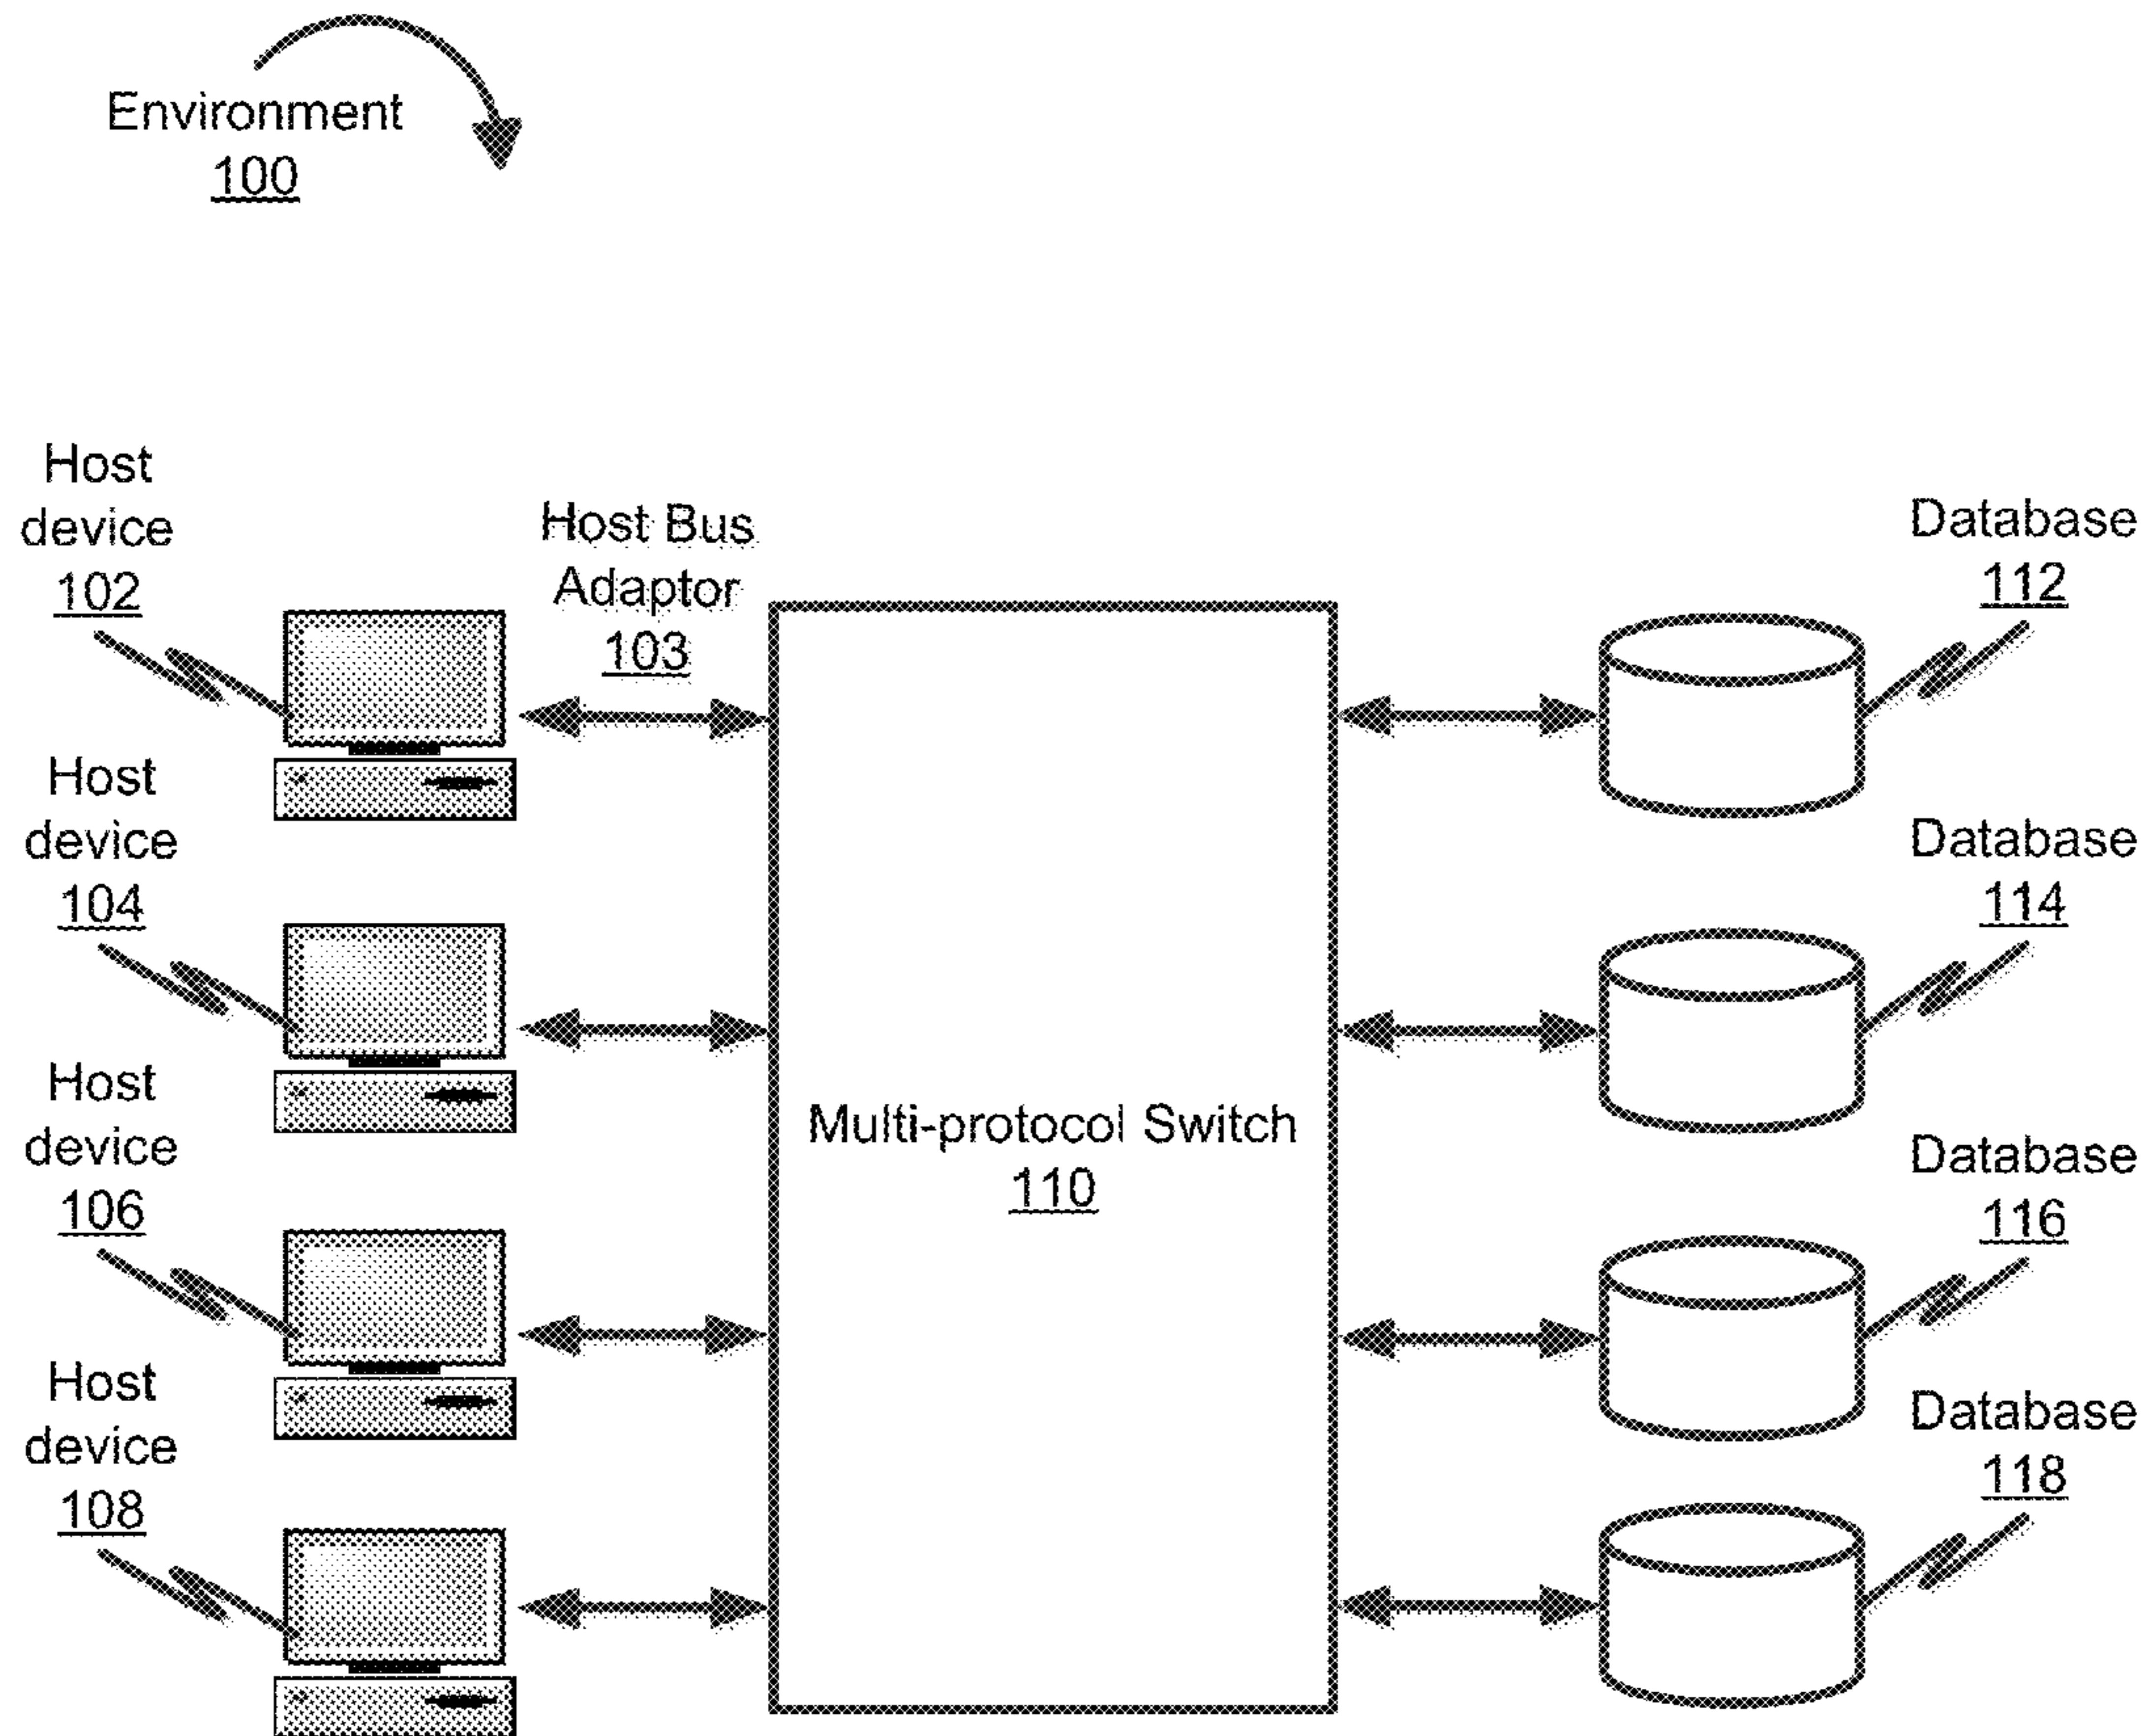 Environment
100
Host
device
102
Host Bus
Adaptor
103
Database
112
Host
device
104
Database
114
Host
device
106
Multi-protocol Switch
110
Database
116
Host
device
108
Database
118